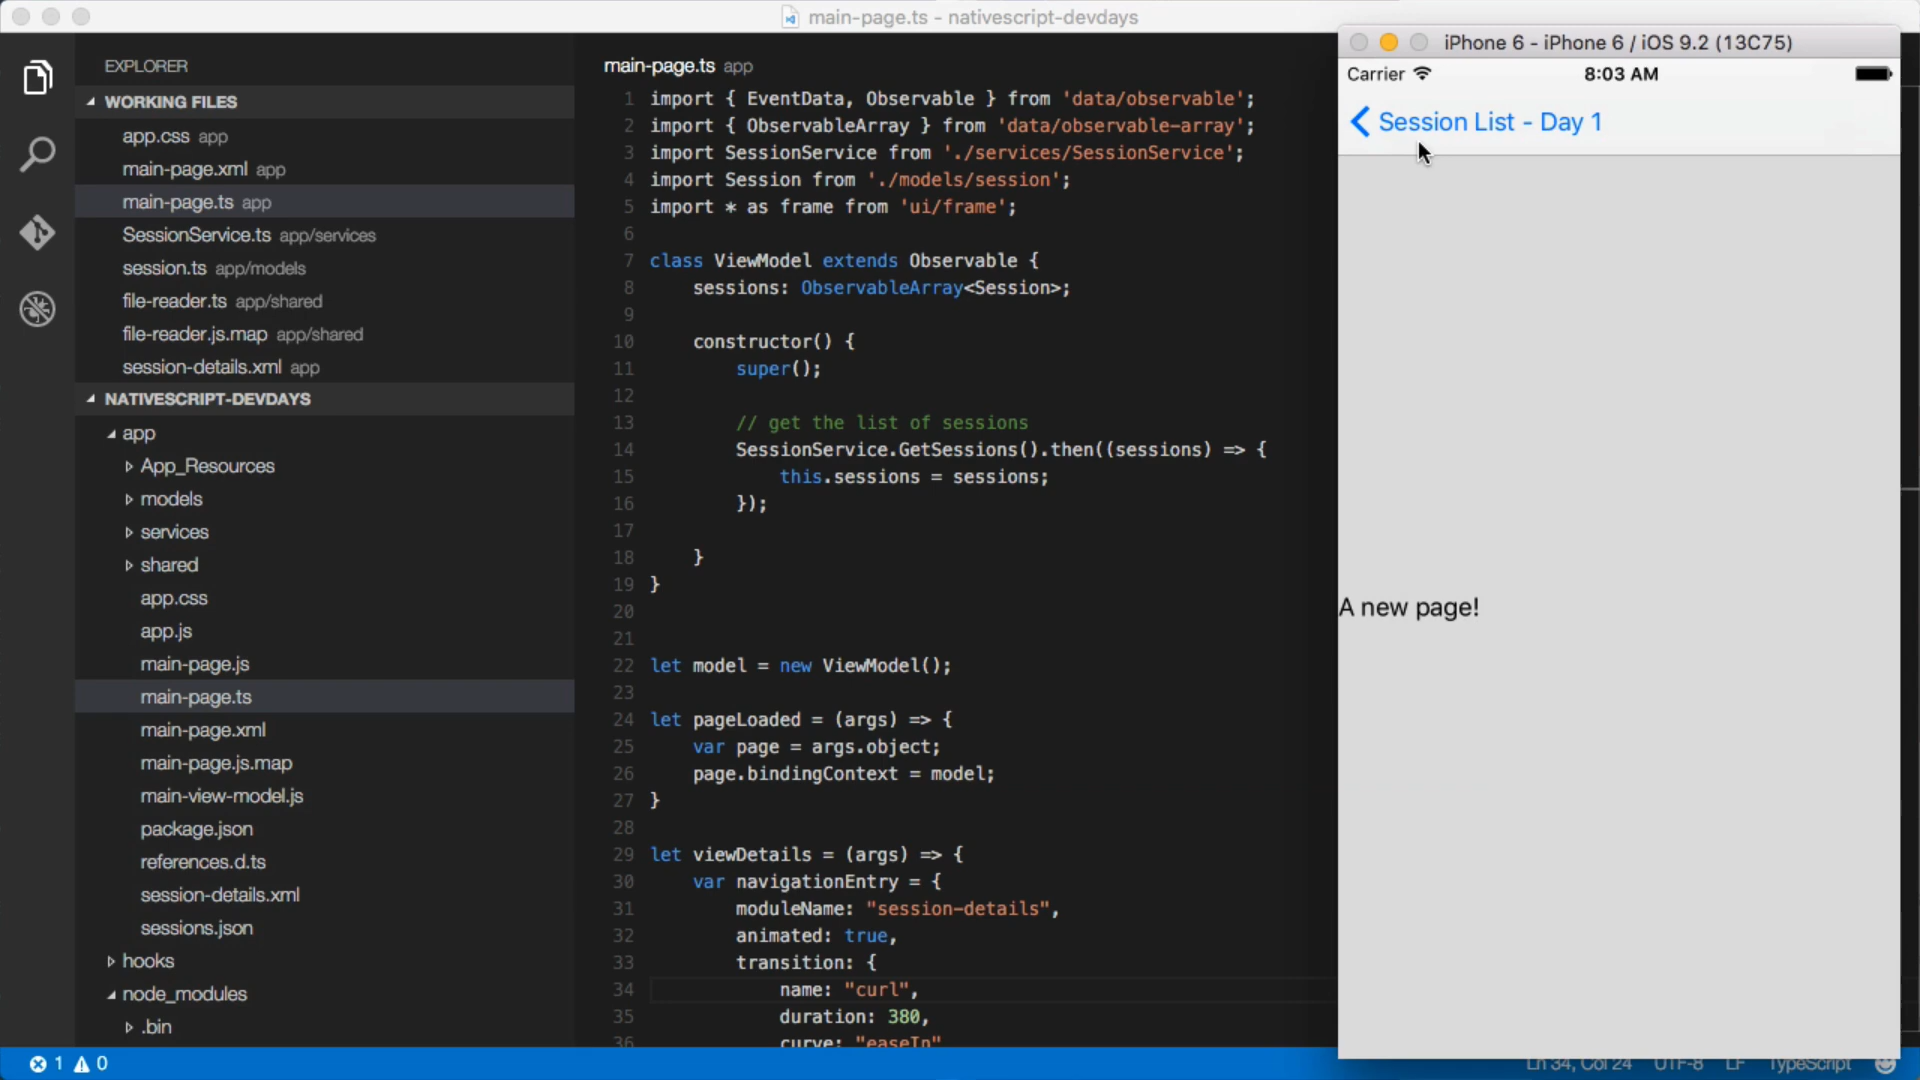 main-page.ts - nativescript-devdays
EXPLORER
WORKING FILES
app.css app
main-page.xml app
main-page.ts app
SessionService.ts app/services
session.ts app/models
file-reader.ts app/shared
file-reader.js.map app/shared
session-details.xml app
NATIVESCRIPT-DEVDAYS
app
App_Resources
models
services
shared
app.css
app.js
main-page.js
main-page.ts
main-page.xml
main-page.js.map
main-view-model.js
package.json
references.d.ts
session-details.xml
sessions.json
hooks
node_modules
.bin
main-page.ts app
1 import { EventData, Observable } from 'data/observable';
2 import { ObservableArray } from 'data/observable-array';
3 import SessionService from './services/SessionService';
4 import Session from './models/session';
5 import * as frame from 'ui/frame';
6
7 class ViewModel extends Observable {
8 sessions: ObservableArray<Session>;
9
10 constructor() {
11 super();
12
13 // get the list of sessions
14 SessionService.GetSessions().then((sessions) => {
15 this.sessions = sessions;
16 });
17
18 }
19 }
20
21
22 let model = new ViewModel();
23
24 let pageLoaded = (args) => {
25 var page = args.object;
26 page.bindingContext = model;
27 }
28
29 let viewDetails = (args) => {
30 var navigationEntry = {
31 moduleName: "session-details",
32 animated: true,
33 transition: {
34 name: "curl",
35 duration: 380,
36 curve: "easeIn"
iPhone 6 - iPhone 6 / iOS 9.2 (13C75)
Carrier 8:03 AM
Session List - Day 1
A new page!
1 0
Ln 34, Col 24 UTF-8 LF TypeScript